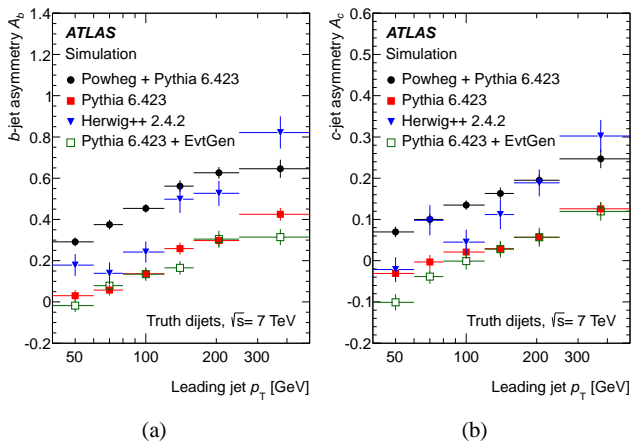 b-jet asymmetry A_b
1.4
1.2
1
0.8
0.6
0.4
0.2
0
-0.2
ATLAS
Simulation
Powheg + Pythia 6.423
Pythia 6.423
Herwig++ 2.4.2
Pythia 6.423 + EvtGen
Truth dijets, √s= 7 TeV
50 100 200 300
Leading jet p_T [GeV]
(a)
c-jet asymmetry A_c
0.6
0.5
0.4
0.3
0.2
0.1
0
-0.1
-0.2
ATLAS
Simulation
Powheg + Pythia 6.423
Pythia 6.423
Herwig++ 2.4.2
Pythia 6.423 + EvtGen
Truth dijets, √s= 7 TeV
50 100 200 300
Leading jet p_T [GeV]
(b)